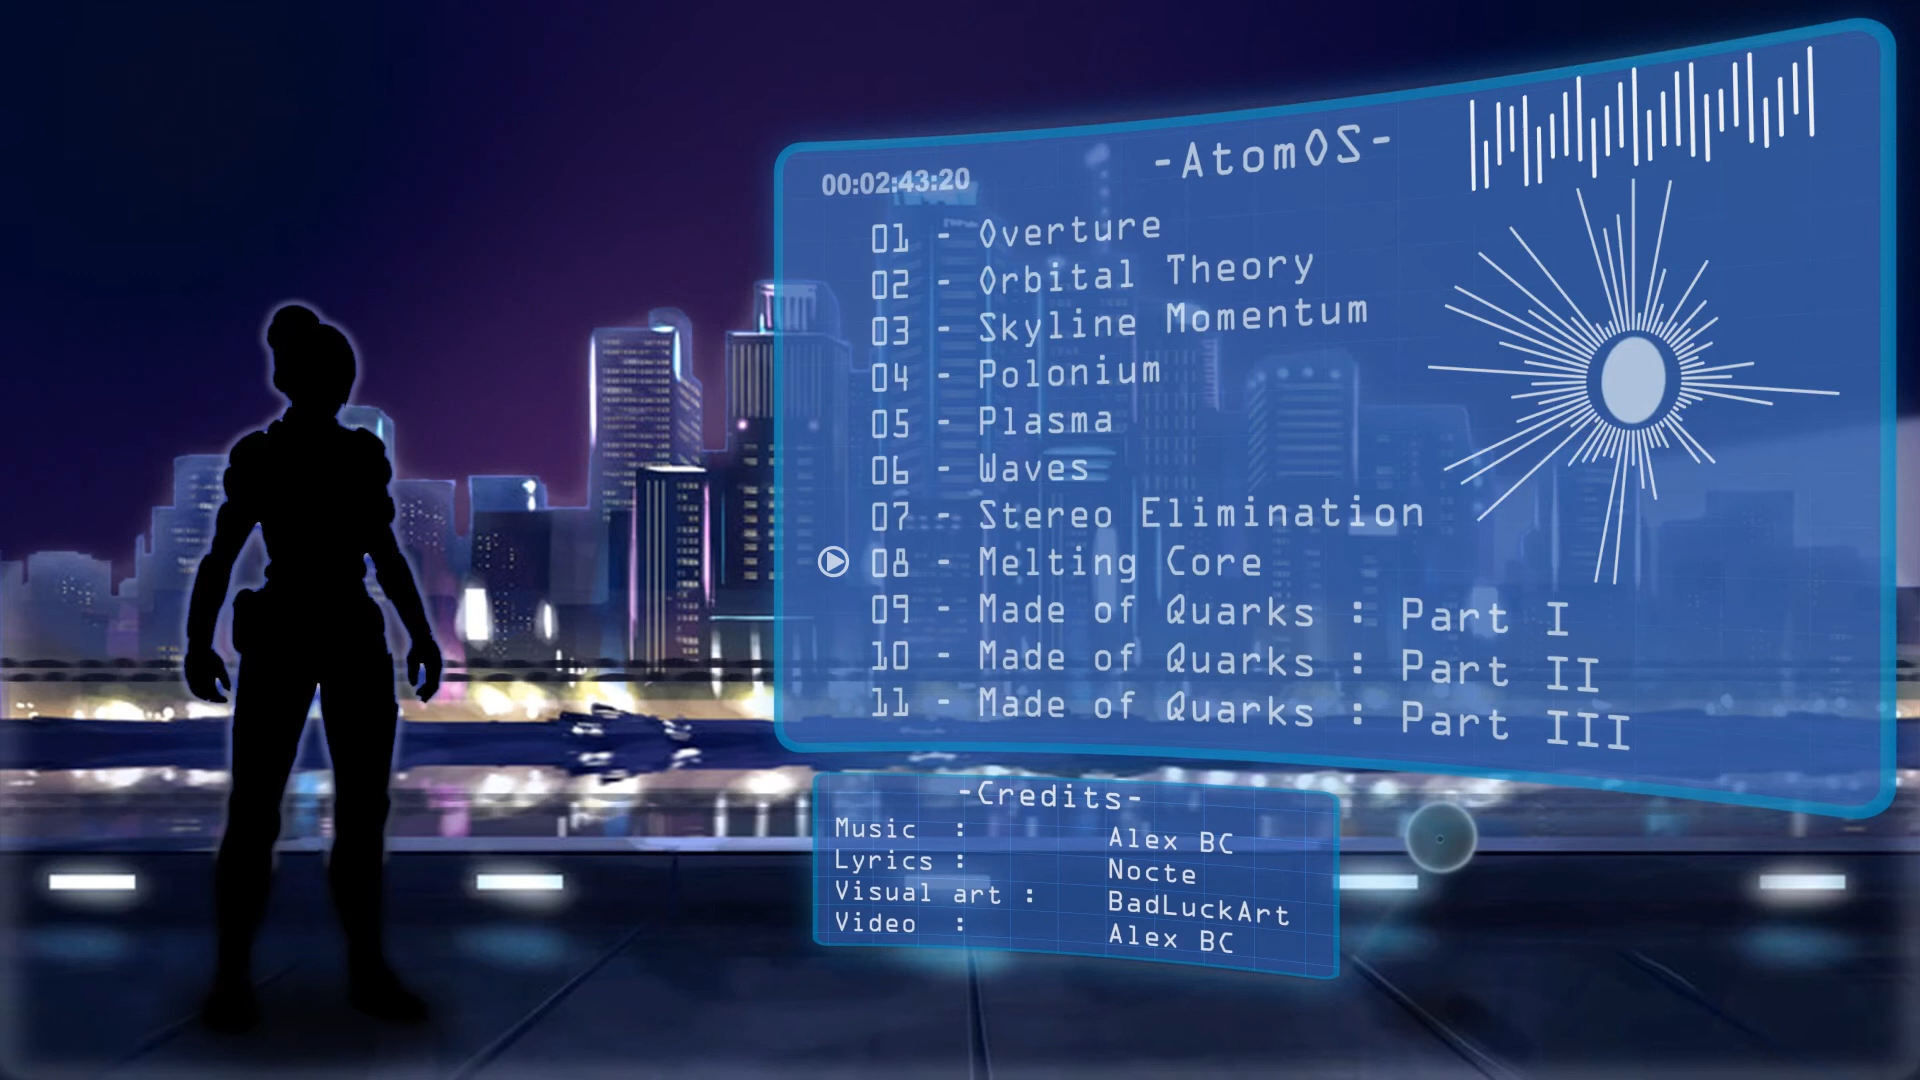 -AtomOS-
00:02:43:20
01 - Overture
02 - Orbital Theory
03 - Skyline Momentum
04 - Polonium
05 - Plasma
06 - Waves
07 - Stereo Elimination
08 - Melting Core
09 - Made of Quarks : Part I
10 - Made of Quarks : Part II
11 - Made of Quarks : Part III
-Credits-
Music : Alex BC
Lyrics : Nocte
Visual art : BadLuckArt
Video : Alex BC